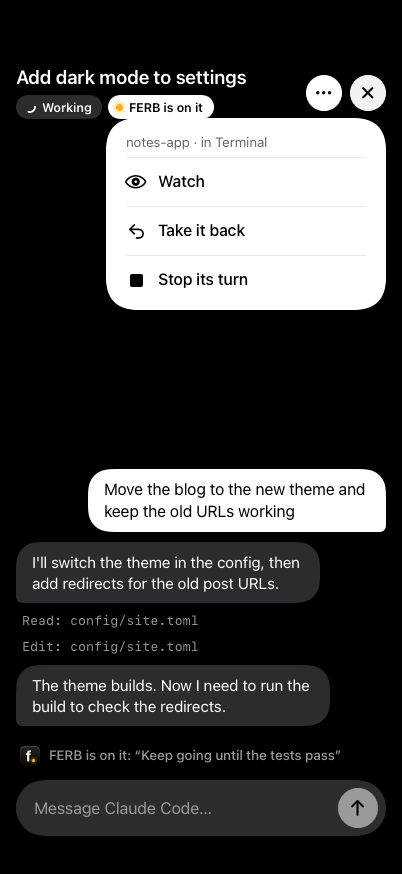 Add dark mode to settings
Working
FERB is on it
notes-app · in Terminal
Watch
Take it back
Stop its turn
Move the blog to the new theme and
keep the old URLs working
I'll switch the theme in the config, then
add redirects for the old post URLs.
Read: config/site.toml
Edit: config/site.toml
The theme builds. Now I need to run the
build to check the redirects.
f. FERB is on it: “Keep going until the tests pass”
Message Claude Code...